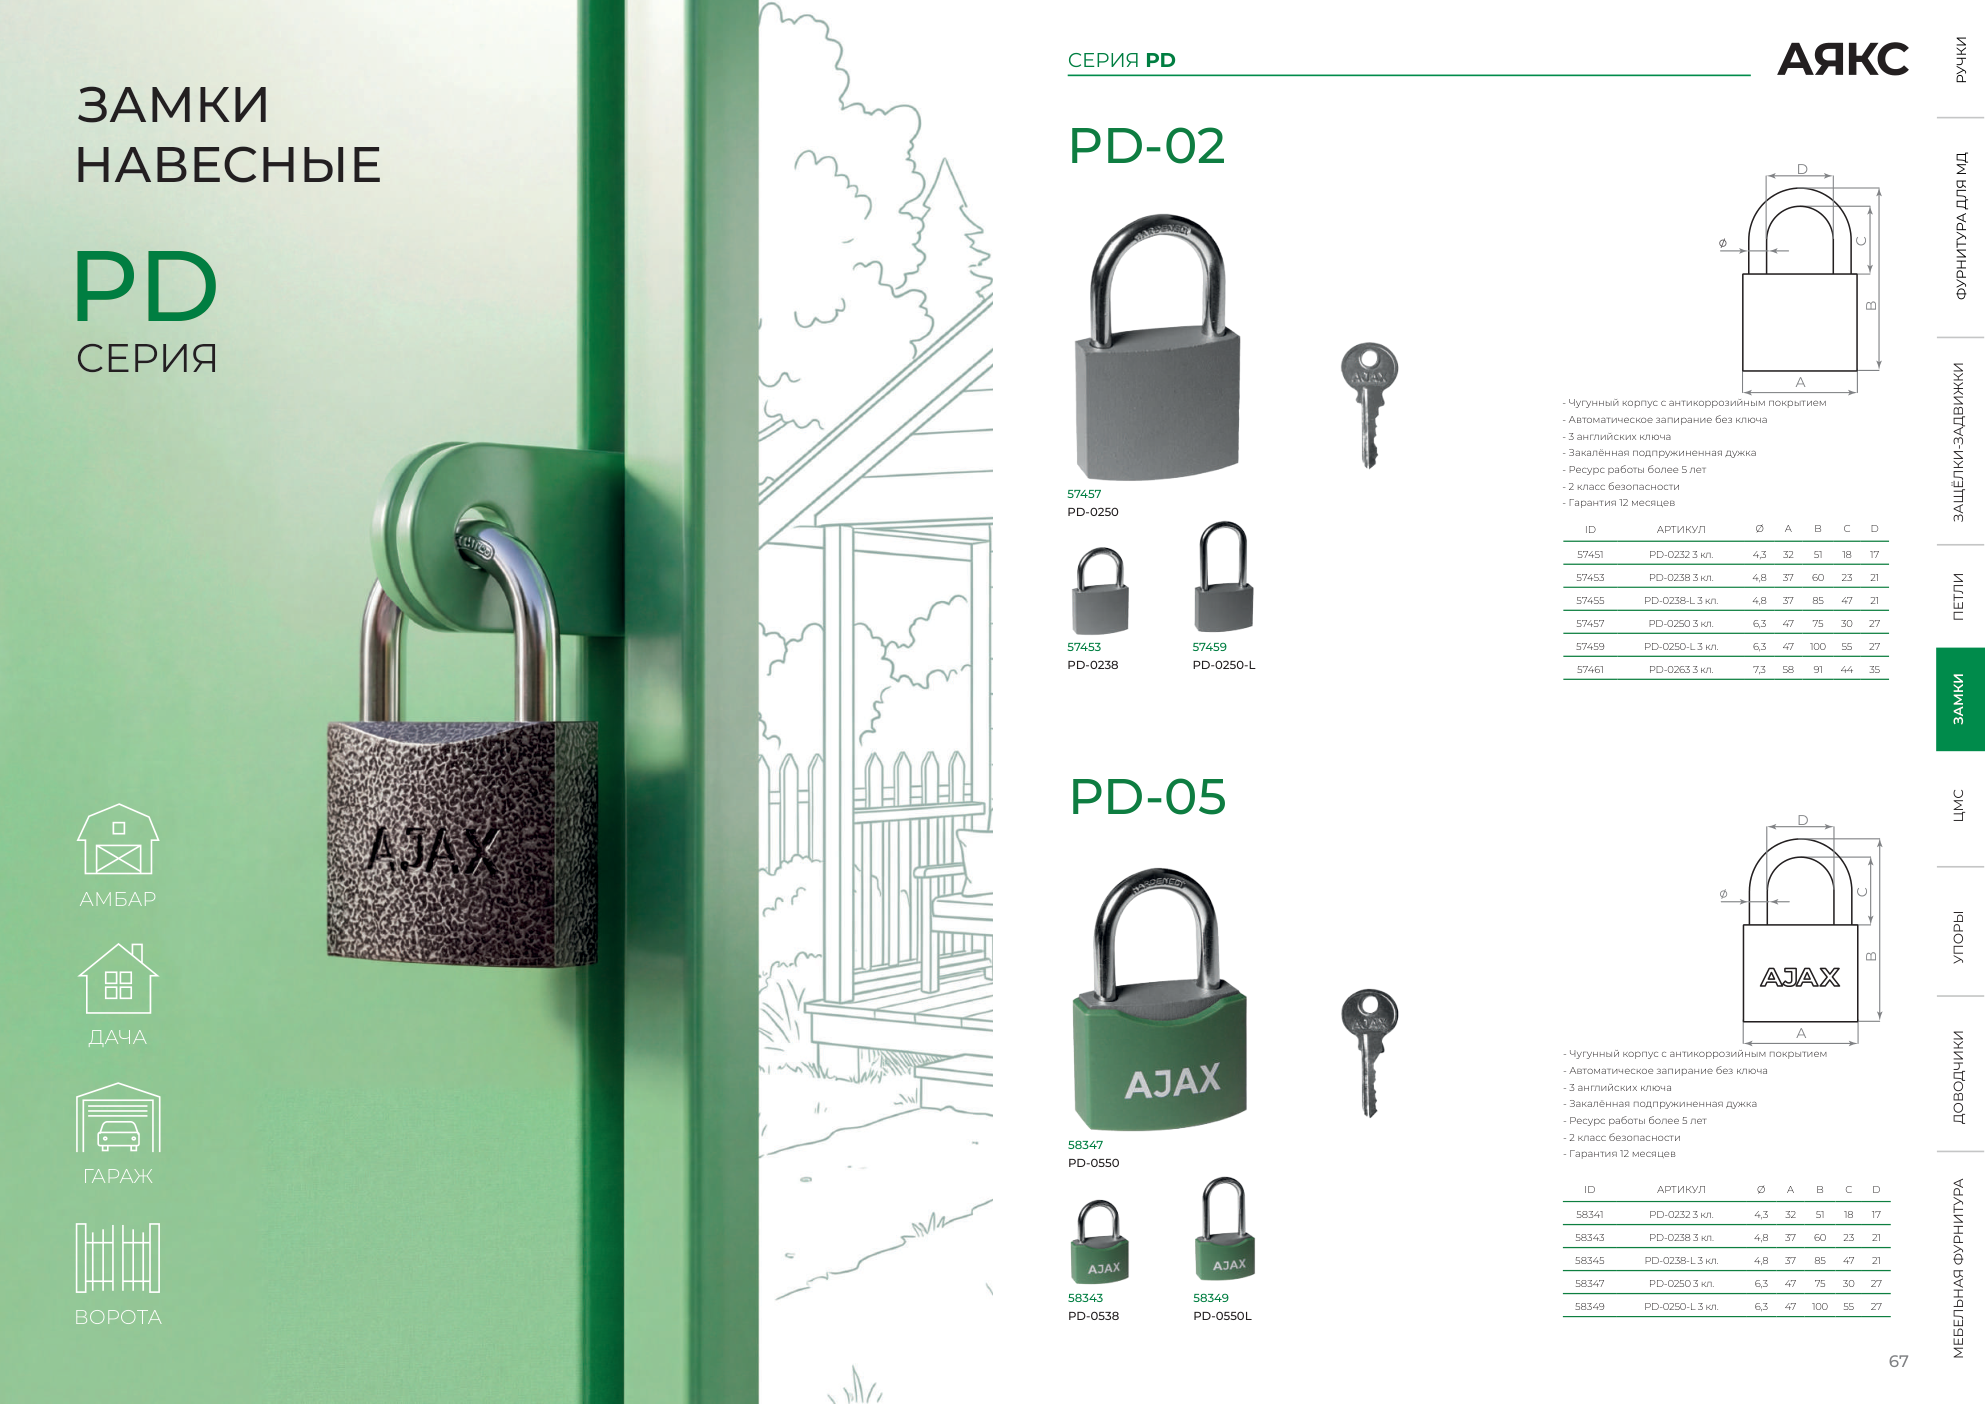 ЗАМКИ
НАВЕСНЫЕ
PD
СЕРИЯ
AJAX
АМБАР
ДАЧА
ГАРАЖ
ВОРОТА
СЕРИЯ PD
АЯКС
PD-02
HARDENED
AJAX
57457
PD-0250
57453
PD-0238
57459
PD-0250-L
D
Ø
C
B
A
- Чугунный корпус с антикоррозийным покрытием
- Автоматическое запирание без ключа
- 3 английских ключа
- Закалённая подпружиненная дужка
- Ресурс работы более 5 лет
- 2 класс безопасности
- Гарантия 12 месяцев
ID АРТИКУЛ Ø A B C D
57451 PD-0232 3 кл. 4,3 32 51 18 17
57453 PD-0238 3 кл. 4,8 37 60 23 21
57455 PD-0238-L 3 кл. 4,8 37 85 47 21
57457 PD-0250 3 кл. 6,3 47 75 30 27
57459 PD-0250-L 3 кл. 6,3 47 100 55 27
57461 PD-0263 3 кл. 7,3 58 91 44 35
PD-05
HARDENED
AJAX
AJAX
58347
PD-0550
AJAX
58343
PD-0538
AJAX
58349
PD-0550L
D
Ø
C
B
AJAX
A
- Чугунный корпус с антикоррозийным покрытием
- Автоматическое запирание без ключа
- 3 английских ключа
- Закалённая подпружиненная дужка
- Ресурс работы более 5 лет
- 2 класс безопасности
- Гарантия 12 месяцев
ID АРТИКУЛ Ø A B C D
58341 PD-0232 3 кл. 4,3 32 51 18 17
58343 PD-0238 3 кл. 4,8 37 60 23 21
58345 PD-0238-L 3 кл. 4,8 37 85 47 21
58347 PD-0250 3 кл. 6,3 47 75 30 27
58349 PD-0250-L 3 кл. 6,3 47 100 55 27
67
РУЧКИ
ФУРНИТУРА ДЛЯ МД
ЗАЩЁЛКИ-ЗАДВИЖКИ
ПЕТЛИ
ЗАМКИ
ЦМС
УПОРЫ
ДОВОДЧИКИ
МЕБЕЛЬНАЯ ФУРНИТУРА